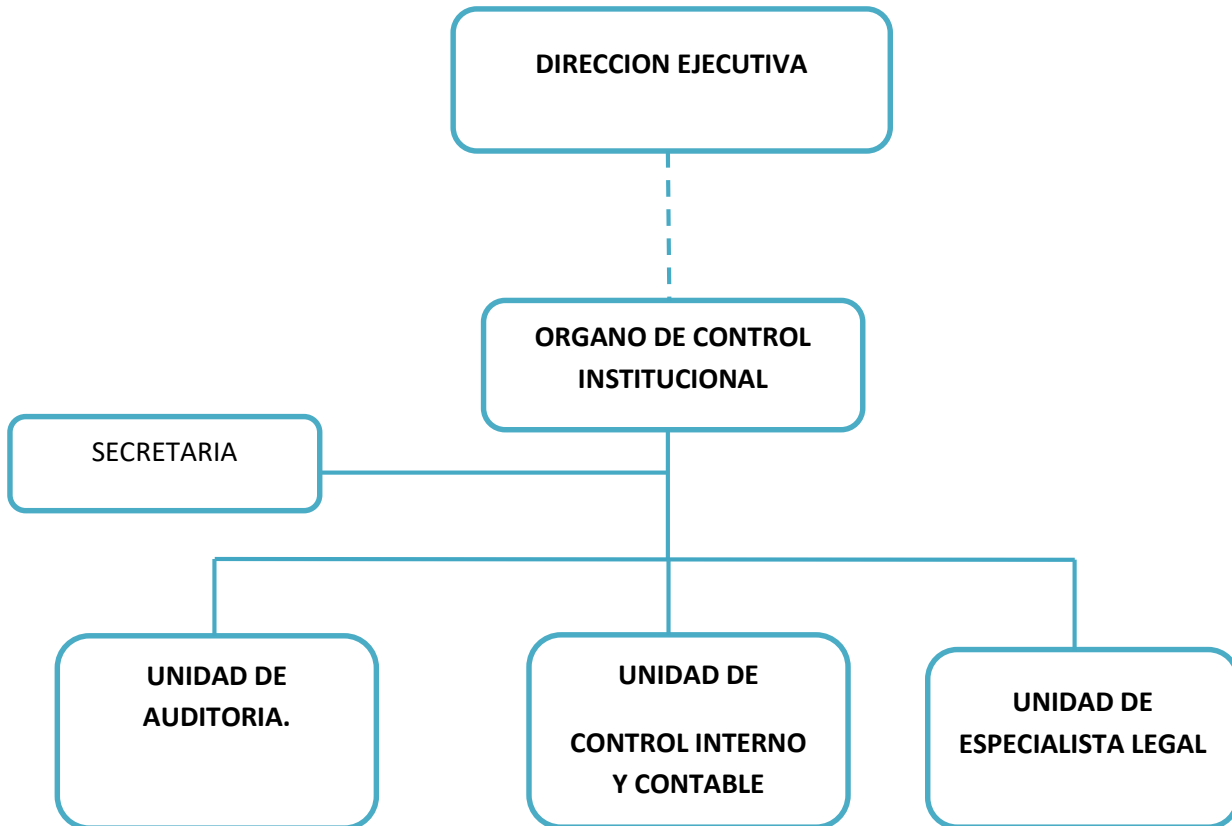 DIRECCION EJECUTIVA
ORGANO DE CONTROL
INSTITUCIONAL
SECRETARIA
UNIDAD DE
AUDITORIA.
UNIDAD DE
CONTROL INTERNO
Y CONTABLE
UNIDAD DE
ESPECIALISTA LEGAL